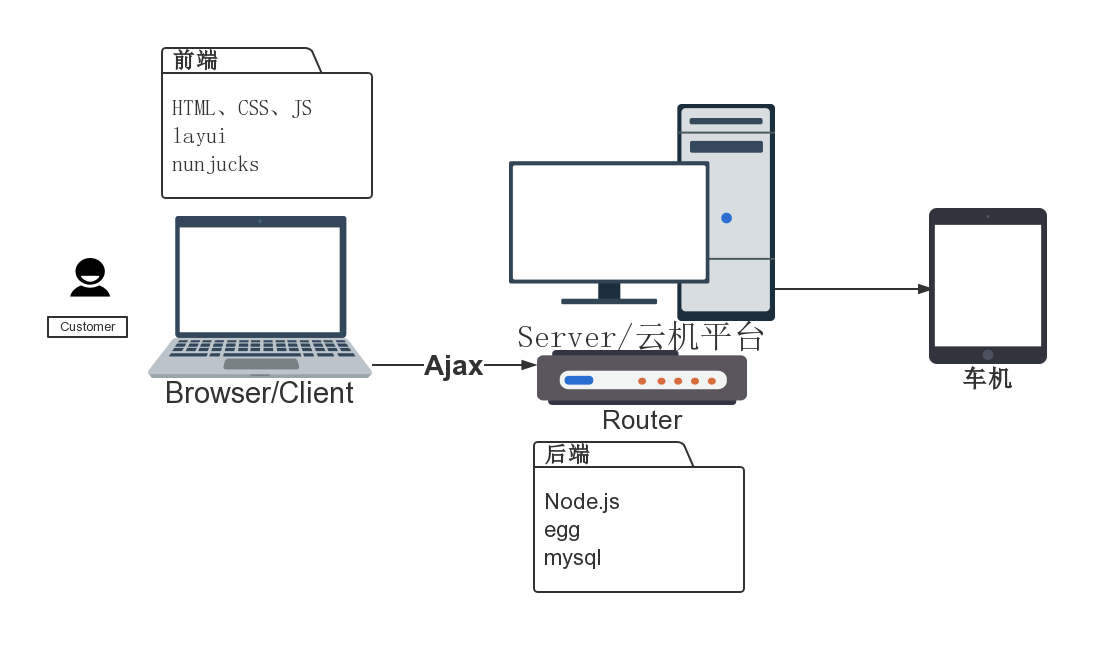 前端
HTML、CSS、JS
layui
nunjucks
Customer
Browser/Client
Ajax
Server/云机平台
Router
后端
Node.js
egg
mysql
车机